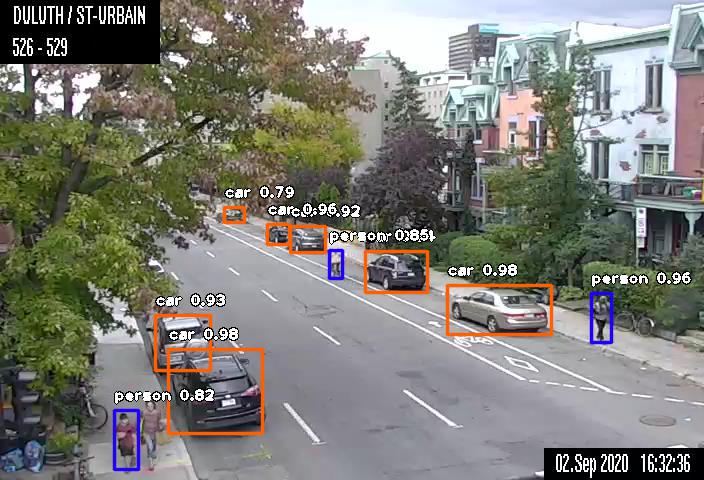 DULUTH / ST-URBAIN
526 - 529
car 0.79
car 0.96
.92
person 0.85
car 0.98
person 0.96
car 0.93
car 0.98
person 0.82
02.Sep 2020 16:32:36